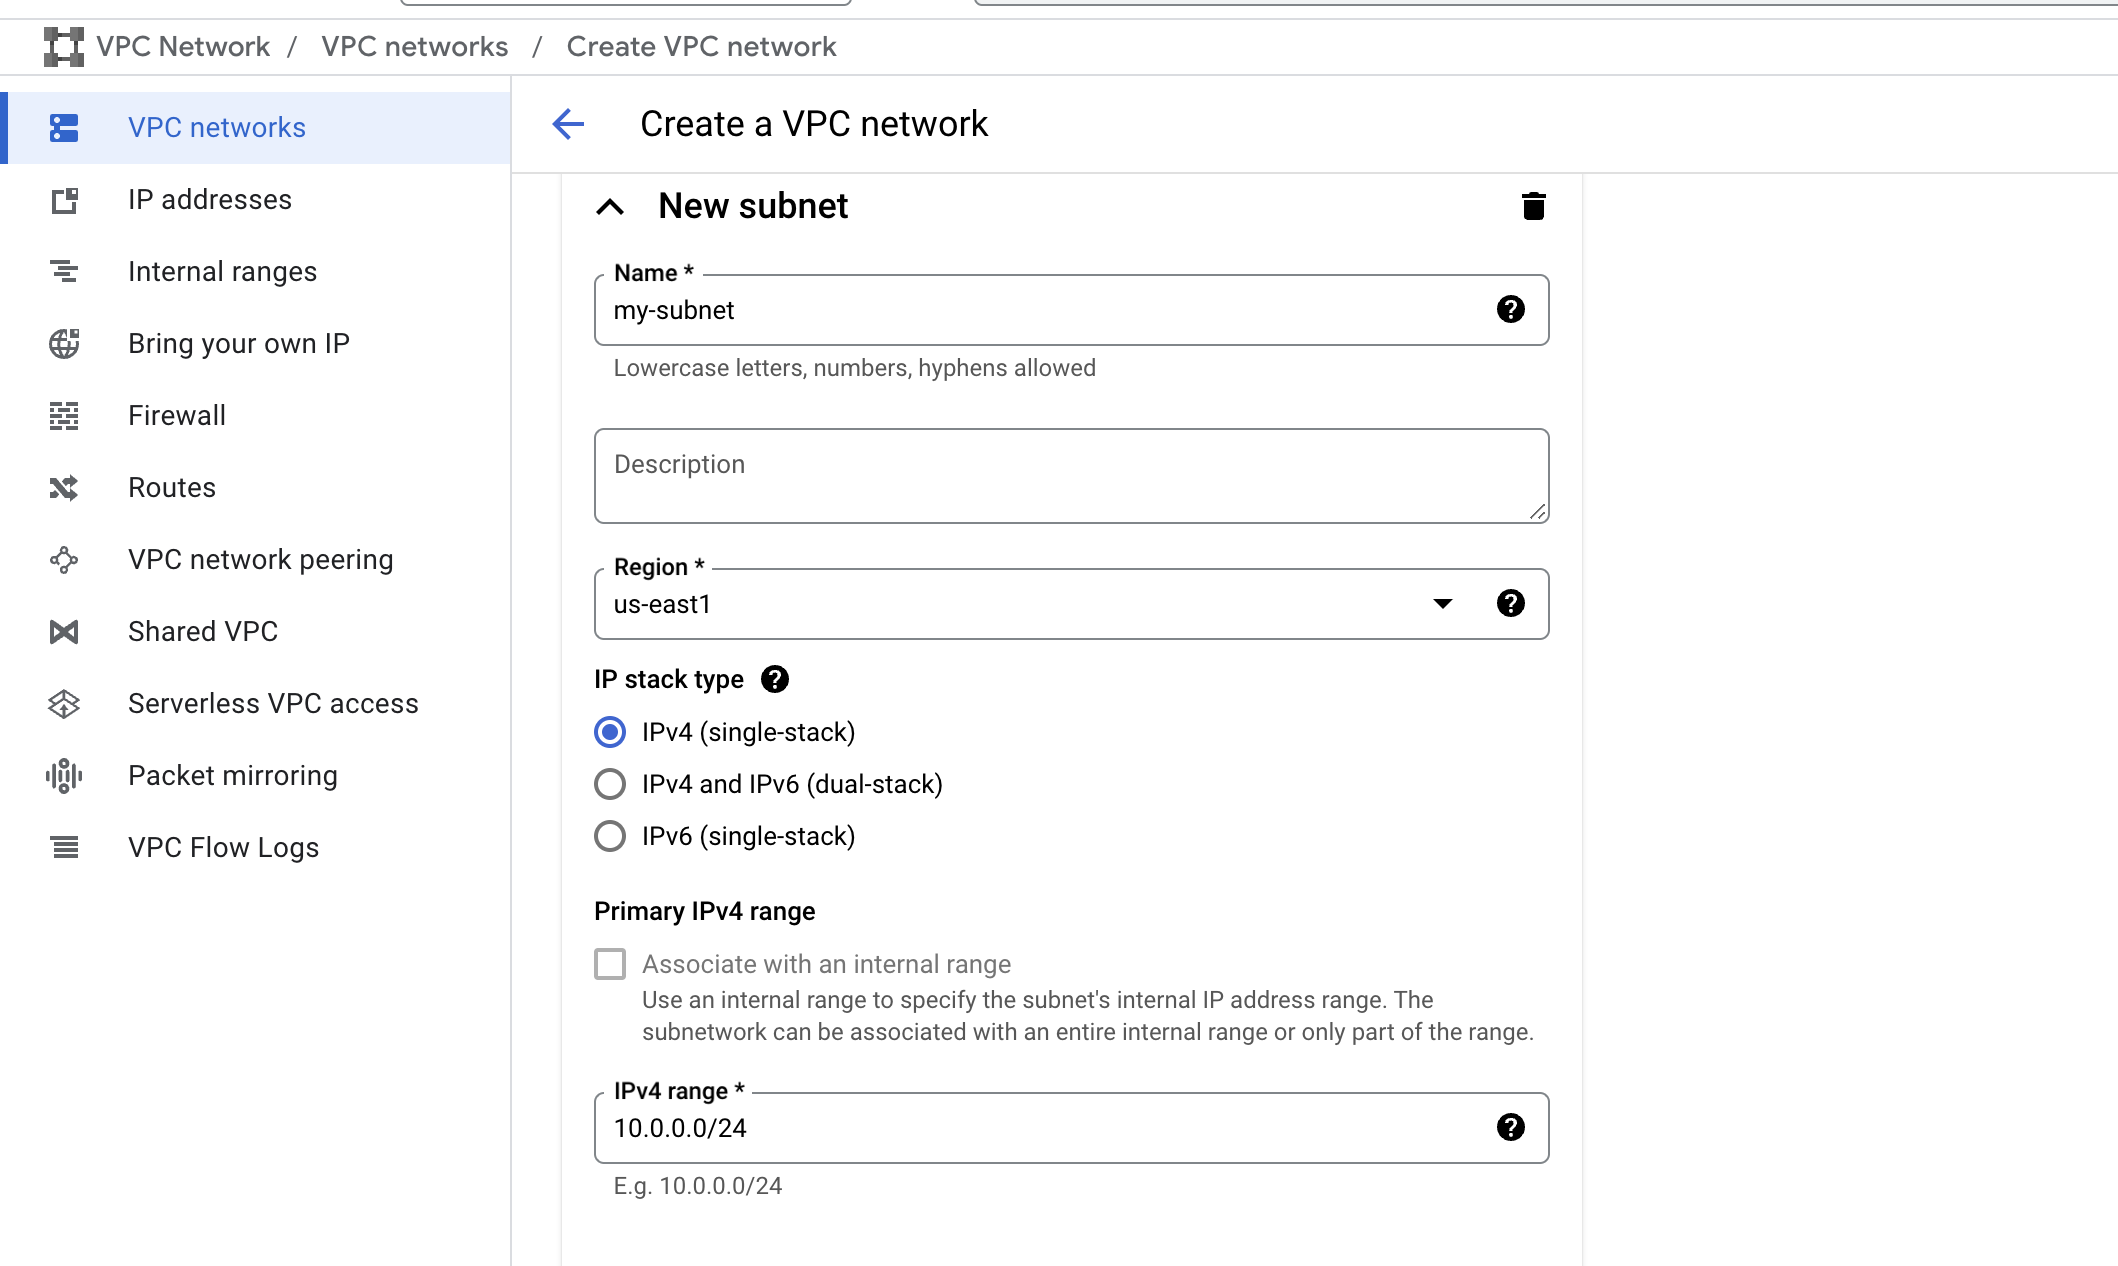 VPC Network / VPC networks / Create VPC network
VPC networks
IP addresses
Internal ranges
Bring your own IP
Firewall
Routes
VPC network peering
Shared VPC
Serverless VPC access
Packet mirroring
VPC Flow Logs
Create a VPC network
New subnet
Name *
my-subnet
Lowercase letters, numbers, hyphens allowed
Description
Region *
us-east1
IP stack type
IPv4 (single-stack)
IPv4 and IPv6 (dual-stack)
IPv6 (single-stack)
Primary IPv4 range
Associate with an internal range
Use an internal range to specify the subnet's internal IP address range. The
subnetwork can be associated with an entire internal range or only part of the range.
IPv4 range *
10.0.0.0/24
E.g. 10.0.0.0/24